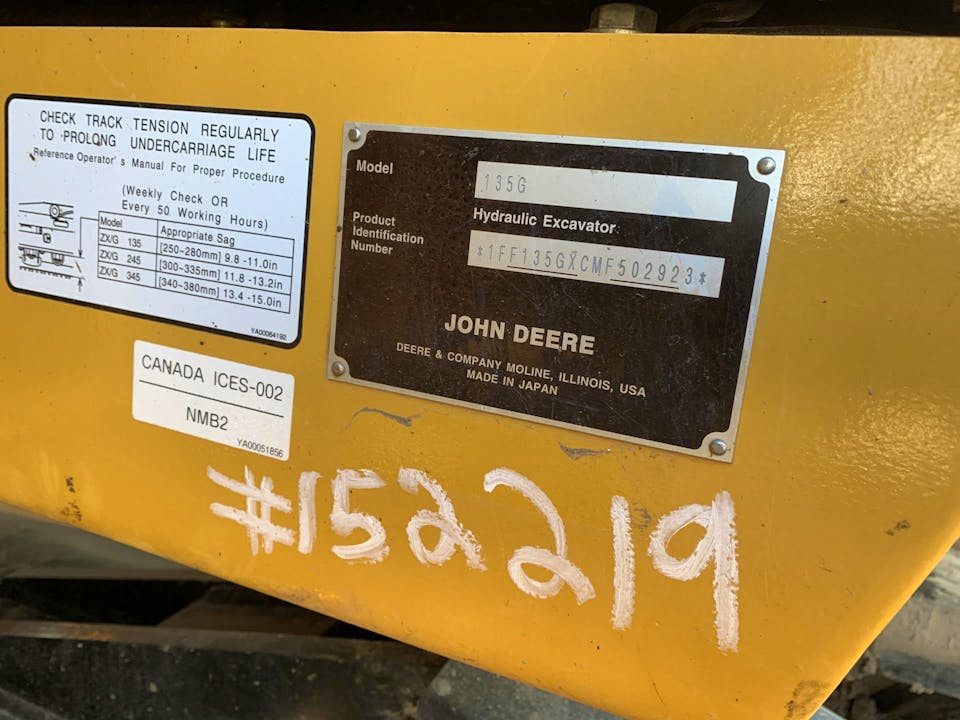 CHECK TRACK TENSION REGULARLY
TO PROLONG UNDERCARRIAGE LIFE
Reference Operator's Manual For Proper Procedure
(Weekly Check OR
Every 50 Working Hours)
Model Appropriate Sag
ZX/G 135 [250~280mm] 9.8~11.0in
ZX/G 245 [300~335mm] 11.8~13.2in
ZX/G 345 [340~380mm] 13.4~15.0in
YA00064192
CANADA ICES-002
NMB2
YA00051856
Model
135G
Hydraulic Excavator
Product
Identification
Number
*1FF135GXCMF502923*
JOHN DEERE
DEERE & COMPANY MOLINE, ILLINOIS, USA
MADE IN JAPAN
#152219